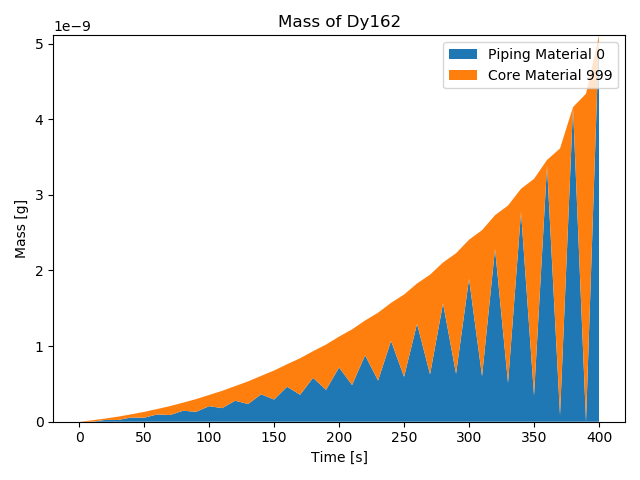 Mass of Dy162
1e−9
Piping Material 0
Core Material 999
5
4
3
2
1
0
Mass [g]
0 50 100 150 200 250 300 350 400
Time [s]